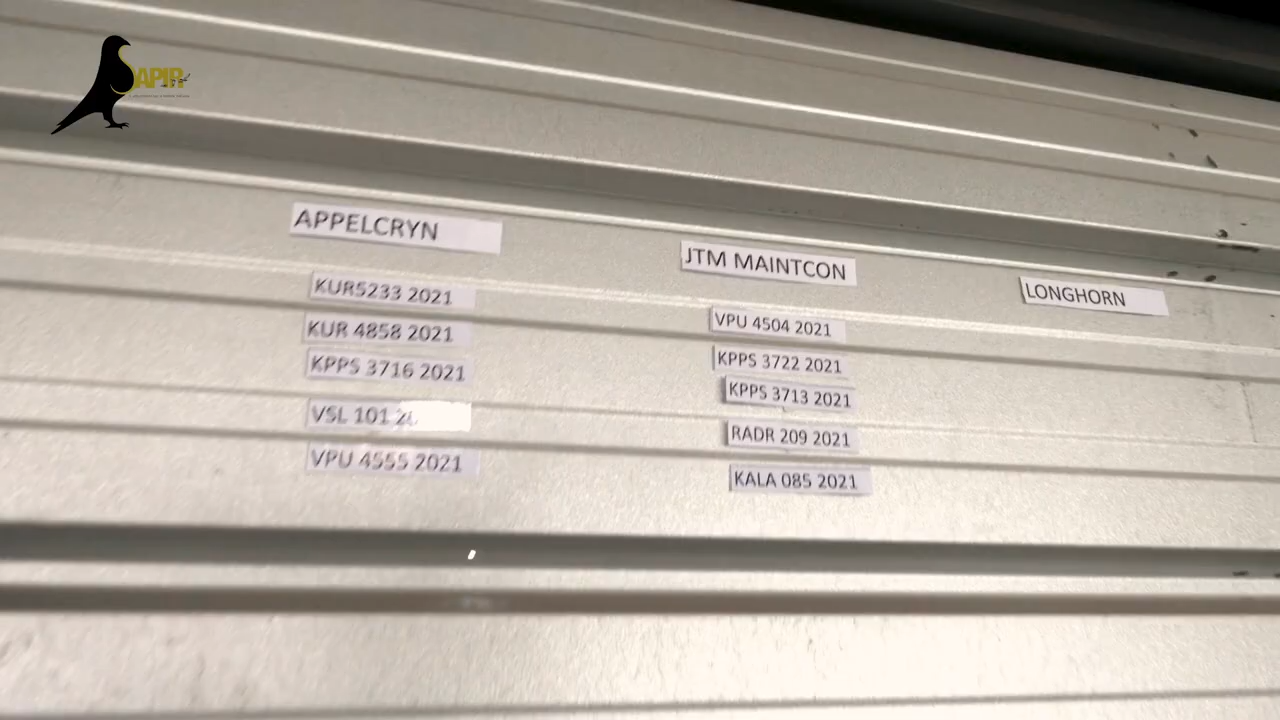 SAPIR
APPELCRYN
KUR5233 2021
KUR 4858 2021
KPPS 3716 2021
VSL 101
VPU 4555 2021
JTM MAINTCON
VPU 4504 2021
KPPS 3722 2021
KPPS 3713 2021
RADR 209 2021
KALA 085 2021
LONGHORN